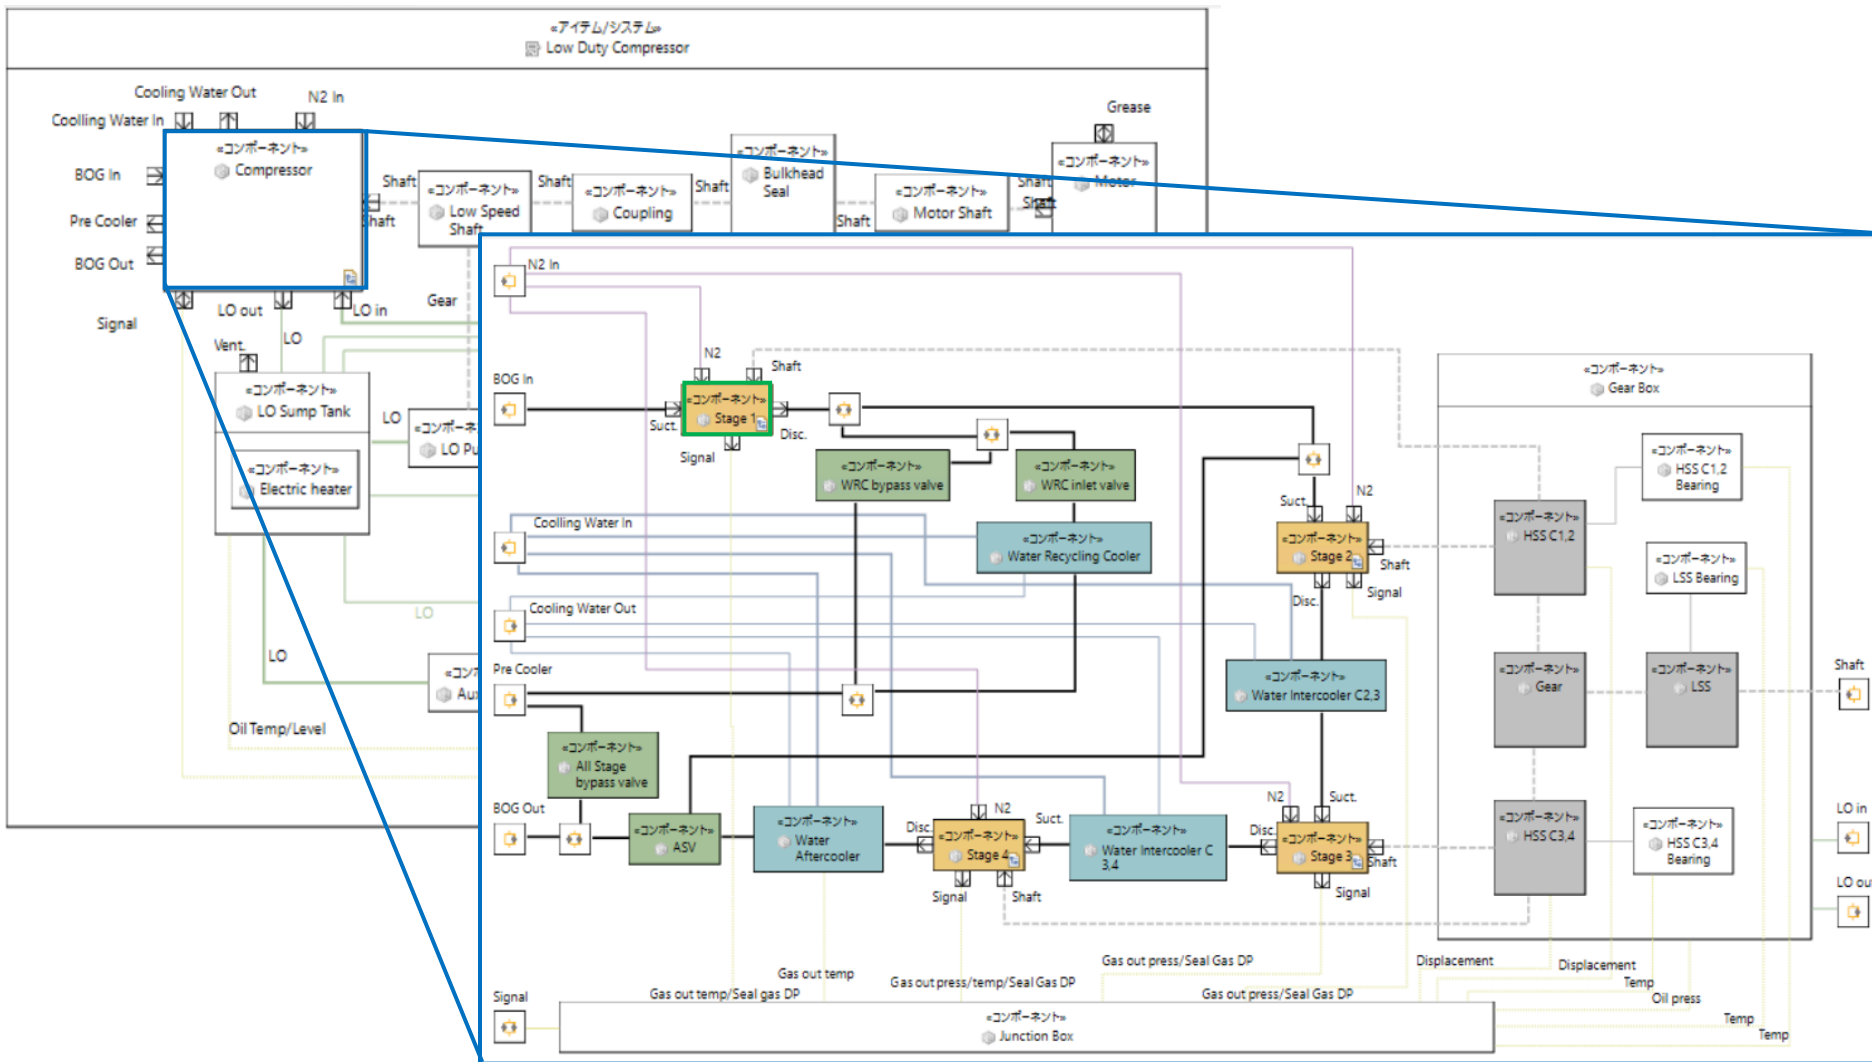 «アイテム/システム»
Low Duty Compressor
Cooling Water Out
N2 In
Coolling Water In
Grease
«コンポーネント»
Compressor
BOG In
Pre Cooler
BOG Out
Shaft
Shaft
«コンポーネント»
Low Speed
Shaft
Shaft
«コンポーネント»
Coupling
Shaft
«コンポーネント»
Bulkhead
Seal
Shaft
«コンポーネント»
Motor Shaft
Shaft
Shaft
«コンポーネント»
Motor
Signal
LO out
LO in
Gear
LO
Vent.
«コンポーネント»
LO Sump Tank
LO
«コンポーネ
LO Pu
«コンポーネント»
Electric heater
LO
LO
«コンポ
Aux
Oil Temp/Level
N2 In
N2
Shaft
BOG In
«コンポーネント»
Stage 1
Suct.
Disc.
Signal
«コンポーネント»
WRC bypass valve
«コンポーネント»
WRC inlet valve
Coolling Water In
«コンポーネント»
Water Recycling Cooler
Suct.
N2
«コンポーネント»
Stage 2
Shaft
Disc.
Signal
Cooling Water Out
Pre Cooler
«コンポーネント»
Water Intercooler C2,3
«コンポーネント»
All Stage
bypass valve
BOG Out
«コンポーネント»
ASV
«コンポーネント»
Water
Aftercooler
Disc.
N2
«コンポーネント»
Stage 4
Suct.
Signal
Shaft
«コンポーネント»
Water Intercooler C
3,4
N2
Suct.
Disc.
«コンポーネント»
Stage 3
Shaft
Signal
«コンポーネント»
Gear Box
«コンポーネント»
HSS C1,2
Bearing
«コンポーネント»
HSS C1,2
«コンポーネント»
LSS Bearing
«コンポーネント»
Gear
«コンポーネント»
LSS
Shaft
«コンポーネント»
HSS C3,4
«コンポーネント»
HSS C3,4
Bearing
LO in
LO out
Gas out temp/Seal gas DP
Gas out temp
Gas out press/temp/Seal Gas DP
Gas out press/Seal Gas DP
Gas out press/Seal Gas DP
Displacement
Displacement
Temp
Oil press
Temp
Temp
Signal
«コンポーネント»
Junction Box